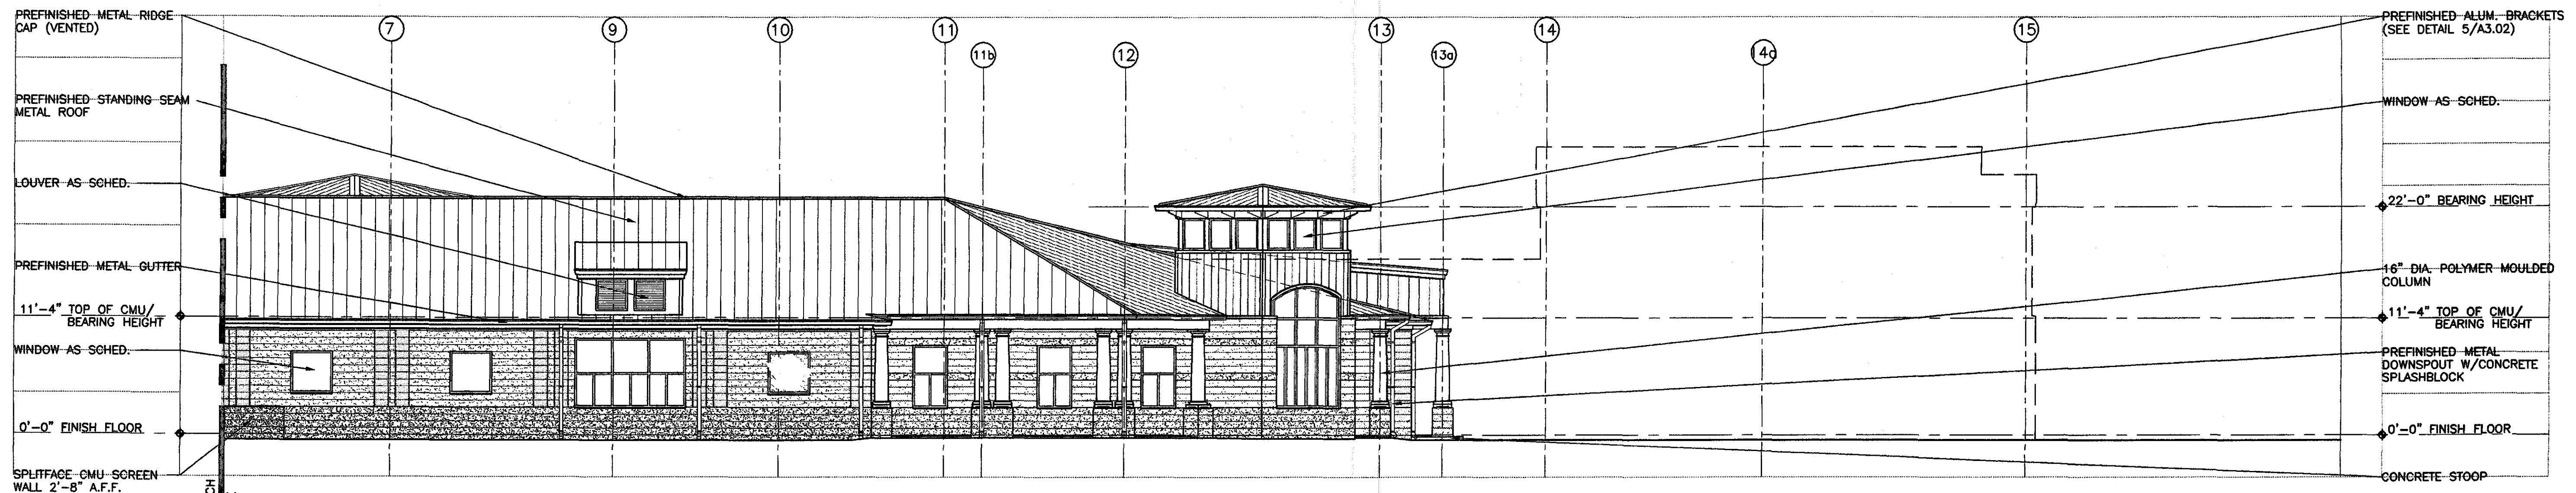 PREFINISHED METAL RIDGE
CAP (VENTED)
PREFINISHED STANDING SEAM
METAL ROOF
LOUVER AS SCHED.
PREFINISHED METAL GUTTER
11'-4" TOP OF CMU/
BEARING HEIGHT
WINDOW AS SCHED.
0'-0" FINISH FLOOR
SPLITFACE CMU SCREEN
WALL 2'-8" A.F.F.
CH
7
9
10
11
11b
12
13
13a
14
14a
15
PREFINISHED ALUM. BRACKETS
(SEE DETAIL 5/A3.02)
WINDOW AS SCHED.
22'-0" BEARING HEIGHT
16" DIA. POLYMER MOULDED
COLUMN
11'-4" TOP OF CMU/
BEARING HEIGHT
PREFINISHED METAL
DOWNSPOUT W/CONCRETE
SPLASHBLOCK
0'-0" FINISH FLOOR
CONCRETE STOOP